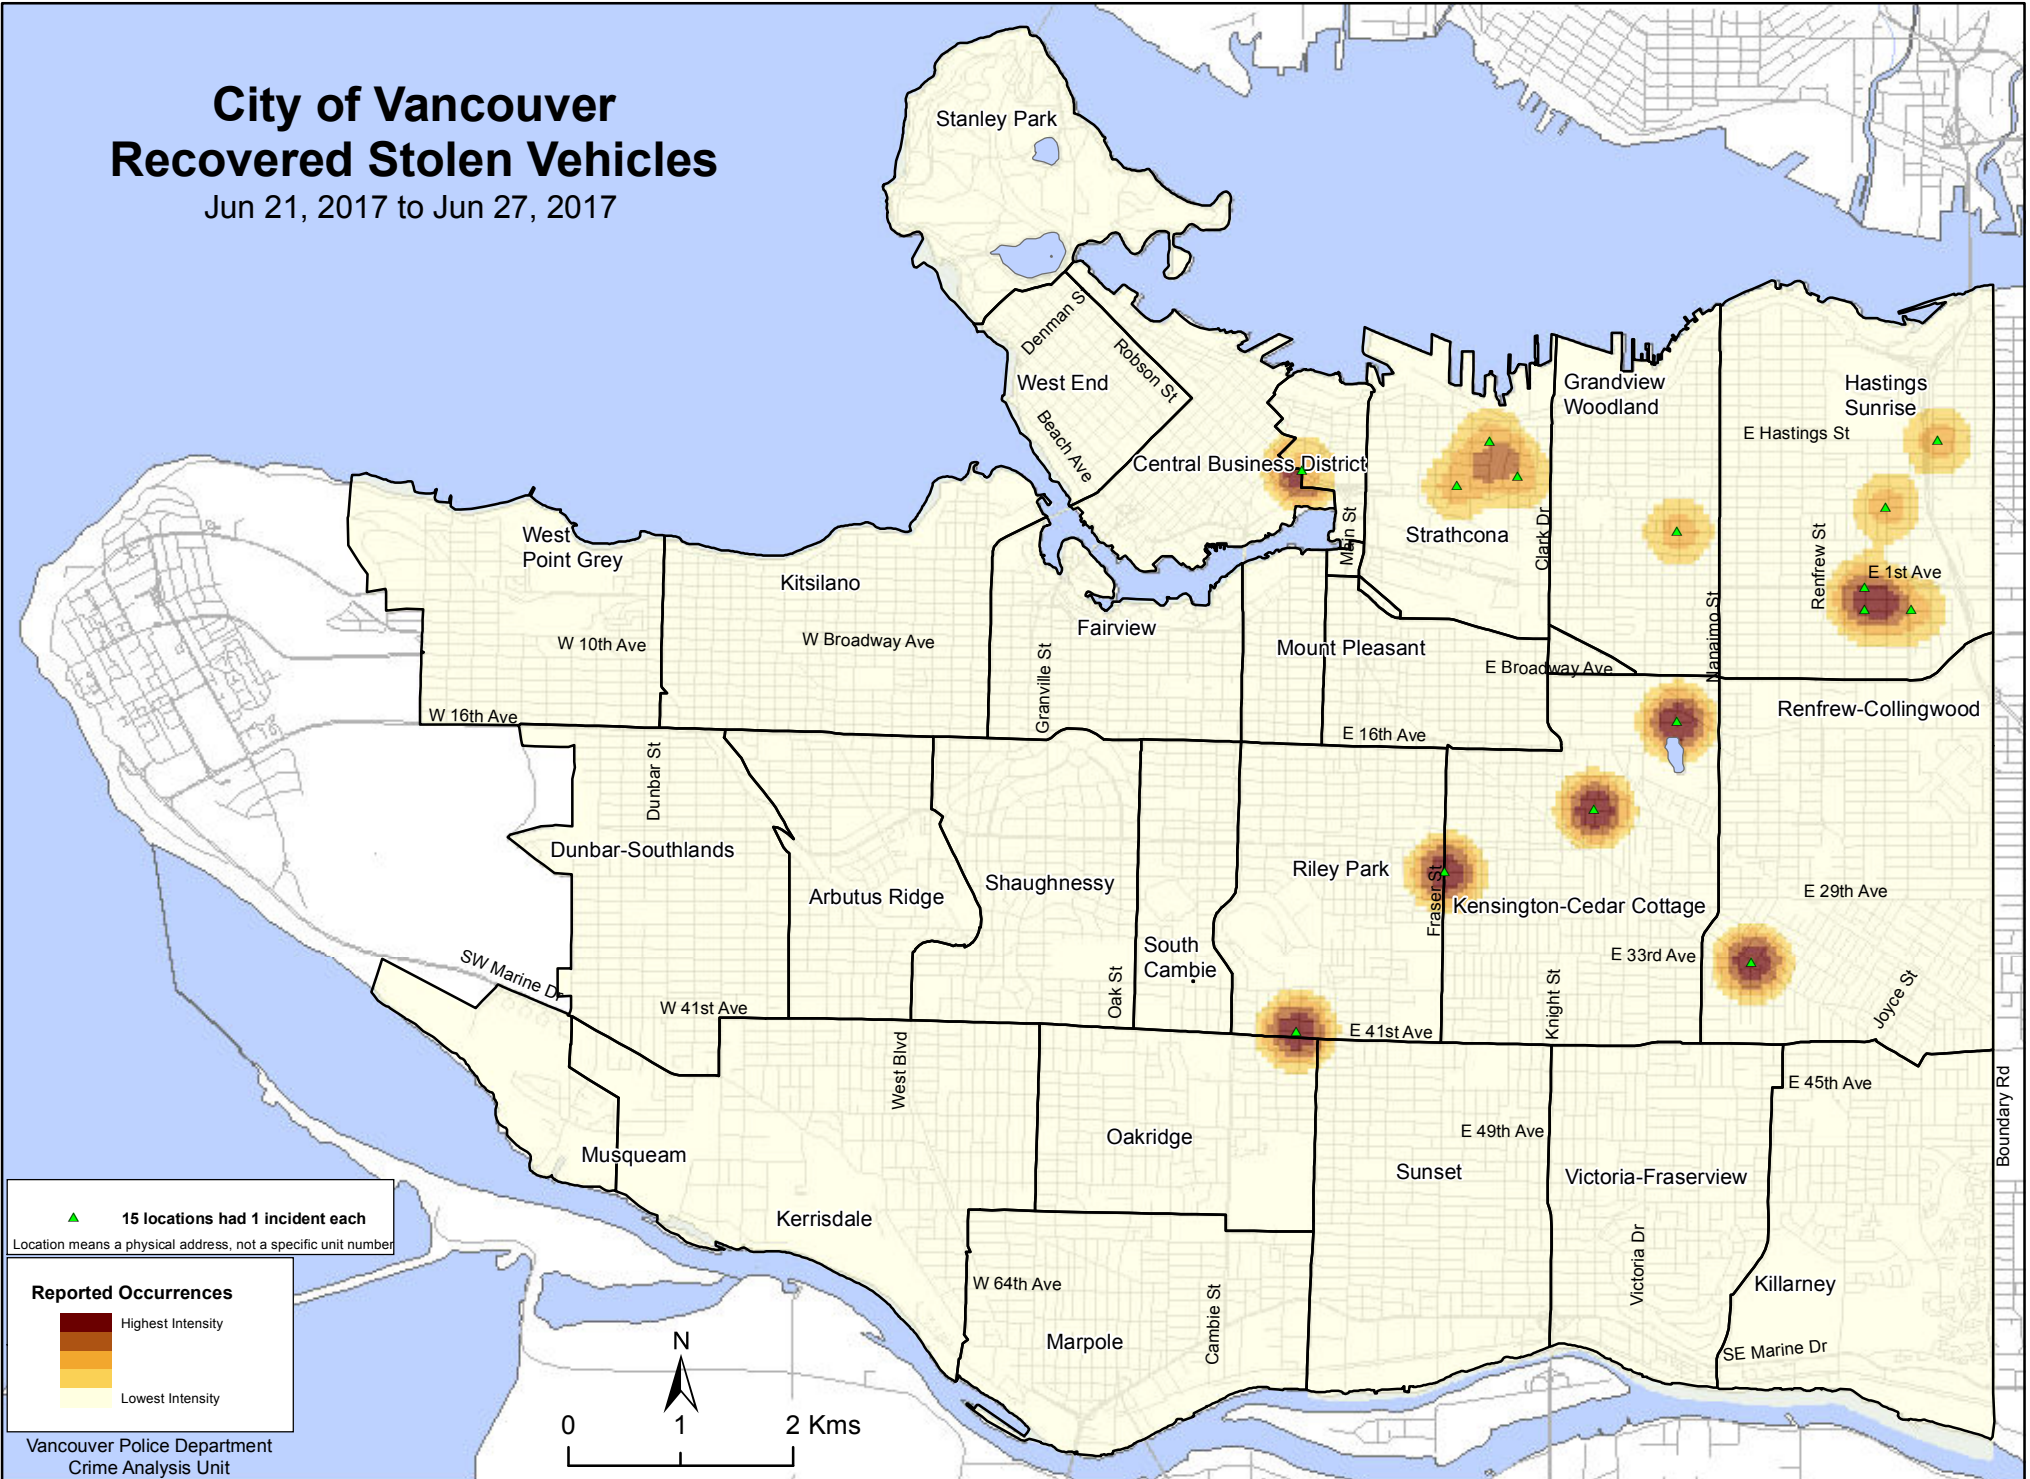 City of Vancouver
Recovered Stolen Vehicles
Jun 21, 2017 to Jun 27, 2017
Stanley Park
Denman S
Robson St
West End
Beach Ave
Central Business District
Grandview
Woodland
Hastings
Sunrise
E Hastings St
Strathcona
Main St
Clark Dr
Renfrew St
E 1st Ave
Nanaimo St
West
Point Grey
Kitsilano
W 10th Ave
W Broadway Ave
Fairview
Granville St
Mount Pleasant
E Broadway Ave
W 16th Ave
E 16th Ave
Renfrew-Collingwood
Dunbar St
Dunbar-Southlands
Arbutus Ridge
Shaughnessy
Riley Park
Fraser St
Kensington-Cedar Cottage
E 29th Ave
South
Cambie
Oak St
E 33rd Ave
Knight St
Joyce St
SW Marine Dr
W 41st Ave
E 41st Ave
West Blvd
E 45th Ave
Boundary Rd
Musqueam
Oakridge
E 49th Ave
Sunset
Victoria-Fraserview
Kerrisdale
Victoria Dr
W 64th Ave
Cambie St
Killarney
Marpole
SE Marine Dr
15 locations had 1 incident each
Location means a physical address, not a specific unit number
Reported Occurrences
Highest Intensity
Lowest Intensity
Vancouver Police Department
Crime Analysis Unit
N
0 1 2 Kms